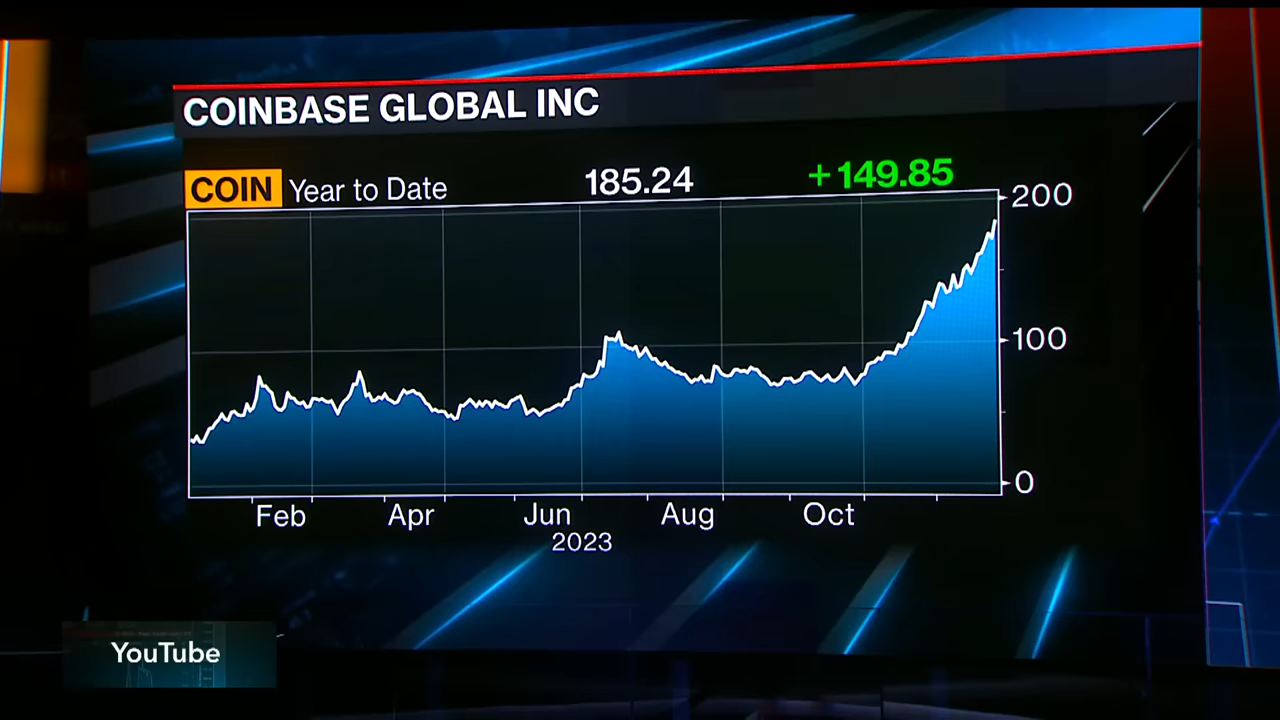 COINBASE GLOBAL INC
COIN Year to Date 185.24 +149.85
200
100
0
Feb Apr Jun Aug Oct
2023
YouTube